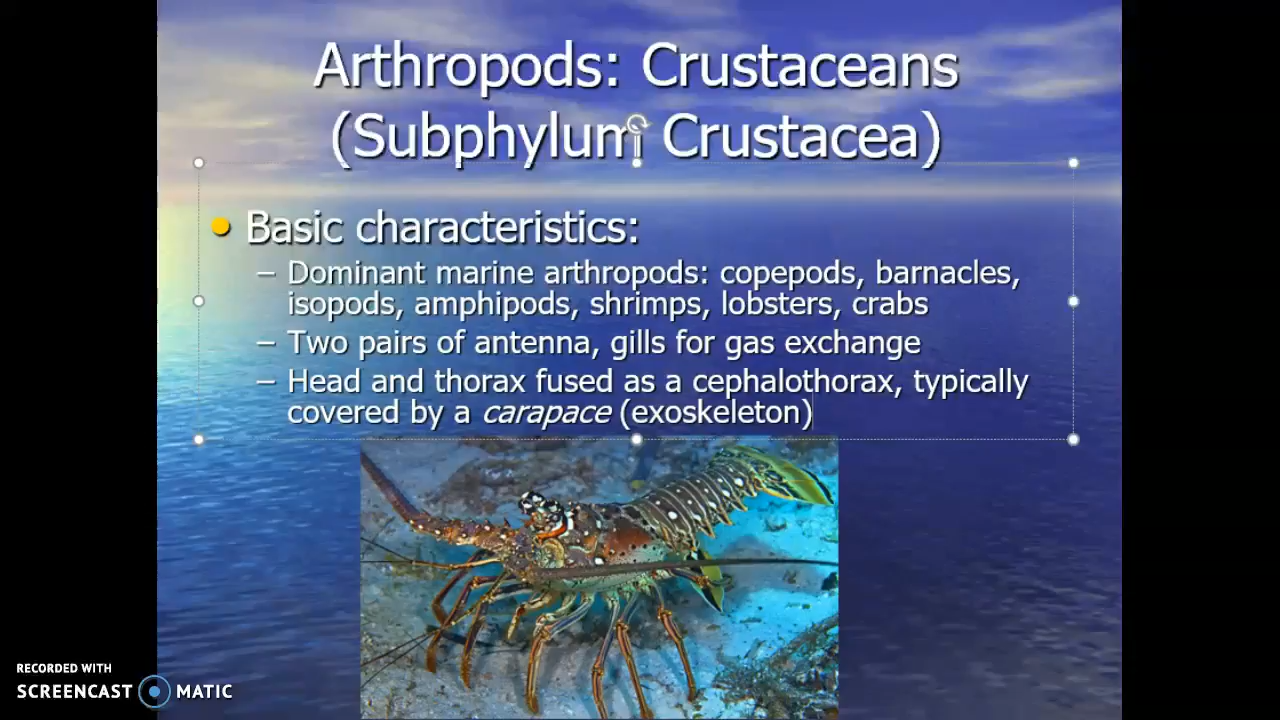 Arthropods: Crustaceans
(Subphylum Crustacea)
• Basic characteristics:
– Dominant marine arthropods: copepods, barnacles,
isopods, amphipods, shrimps, lobsters, crabs
– Two pairs of antenna, gills for gas exchange
– Head and thorax fused as a cephalothorax, typically
covered by a carapace (exoskeleton)
RECORDED WITH
SCREENCAST MATIC